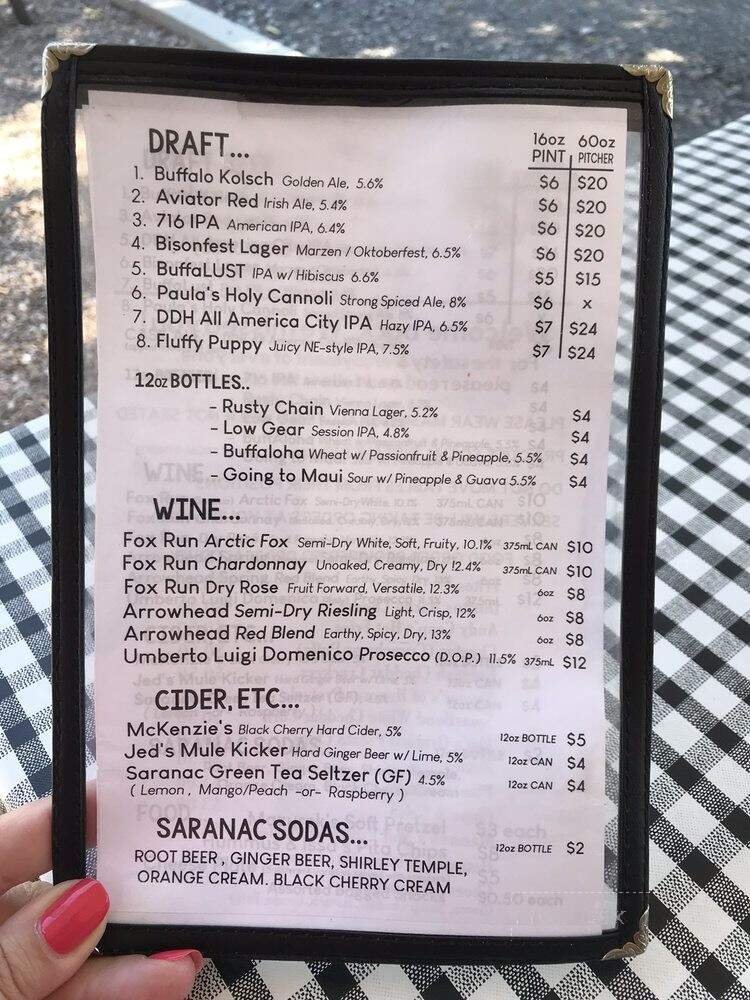 DRAFT... 16oz 60oz
PINT PITCHER
1. Buffalo Kolsch Golden Ale, 5.6% $6 $20
2. Aviator Red Irish Ale, 5.4% $6 $20
3. 716 IPA American IPA, 6.4% $6 $20
4. Bisonfest Lager Marzen / Oktoberfest, 6.5% $6 $20
5. BuffaLUST IPA w/ Hibiscus 6.6% $5 $15
6. Paula's Holy Cannoli Strong Spiced Ale, 8% $6 x
7. DDH All America City IPA Hazy IPA, 6.5% $7 $24
8. Fluffy Puppy Juicy NE-style IPA, 7.5% $7 $24
12oz BOTTLES..
- Rusty Chain Vienna Lager, 5.2% $4
- Low Gear Session IPA, 4.8% $4
- Buffaloha Wheat w/ Passionfruit & Pineapple, 5.5% $4
- Going to Maui Sour w/ Pineapple & Guava 5.5% $4
WINE...
Fox Run Arctic Fox Semi-Dry White, Soft, Fruity, 10.1% 375mL CAN $10
Fox Run Chardonnay Unoaked, Creamy, Dry 12.4% 375mL CAN $10
Fox Run Dry Rose Fruit Forward, Versatile, 12.3% 6oz $8
Arrowhead Semi-Dry Riesling Light, Crisp, 12% 6oz $8
Arrowhead Red Blend Earthy, Spicy, Dry, 13% 6oz $8
Umberto Luigi Domenico Prosecco (D.O.P.) 11.5% 375mL $12
CIDER, ETC...
McKenzie's Black Cherry Hard Cider, 5% 12oz BOTTLE $5
Jed's Mule Kicker Hard Ginger Beer w/ Lime, 5% 12oz CAN $4
Saranac Green Tea Seltzer (GF) 4.5% 12oz CAN $4
( Lemon , Mango/Peach -or- Raspberry )
SARANAC SODAS... 12oz BOTTLE $2
ROOT BEER , GINGER BEER, SHIRLEY TEMPLE,
ORANGE CREAM. BLACK CHERRY CREAM